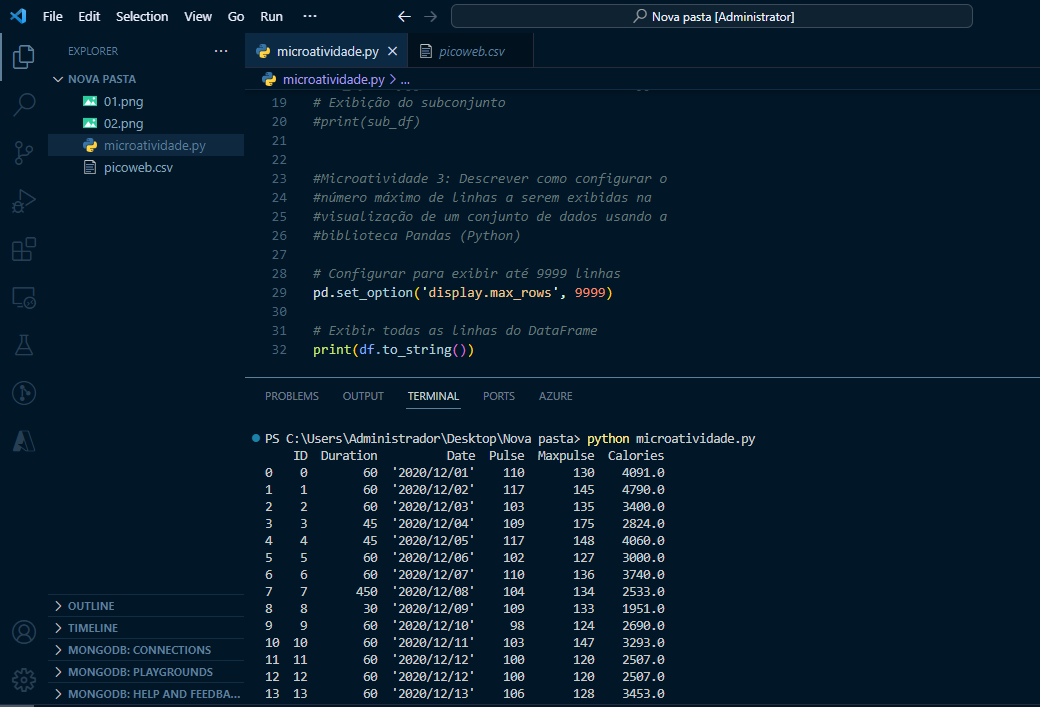 File Edit Selection View Go Run ···
Nova pasta [Administrator]
EXPLORER ···
NOVA PASTA
01.png
02.png
microatividade.py
picoweb.csv
OUTLINE
TIMELINE
MONGODB: CONNECTIONS
MONGODB: PLAYGROUNDS
MONGODB: HELP AND FEEDBA...
microatividade.py picoweb.csv
microatividade.py > ...
19 # Exibição do subconjunto
20 #print(sub_df)
21
22
23 #Microatividade 3: Descrever como configurar o
24 #número máximo de linhas a serem exibidas na
25 #visualização de um conjunto de dados usando a
26 #biblioteca Pandas (Python)
27
28 # Configurar para exibir até 9999 linhas
29 pd.set_option('display.max_rows', 9999)
30
31 # Exibir todas as linhas do DataFrame
32 print(df.to_string())
PROBLEMS OUTPUT TERMINAL PORTS AZURE
PS C:\Users\Administrador\Desktop\Nova pasta> python microatividade.py
ID Duration Date Pulse Maxpulse Calories
0 0 60 '2020/12/01' 110 130 4091.0
1 1 60 '2020/12/02' 117 145 4790.0
2 2 60 '2020/12/03' 103 135 3400.0
3 3 45 '2020/12/04' 109 175 2824.0
4 4 45 '2020/12/05' 117 148 4060.0
5 5 60 '2020/12/06' 102 127 3000.0
6 6 60 '2020/12/07' 110 136 3740.0
7 7 450 '2020/12/08' 104 134 2533.0
8 8 30 '2020/12/09' 109 133 1951.0
9 9 60 '2020/12/10' 98 124 2690.0
10 10 60 '2020/12/11' 103 147 3293.0
11 11 60 '2020/12/12' 100 120 2507.0
12 12 60 '2020/12/12' 100 120 2507.0
13 13 60 '2020/12/13' 106 128 3453.0